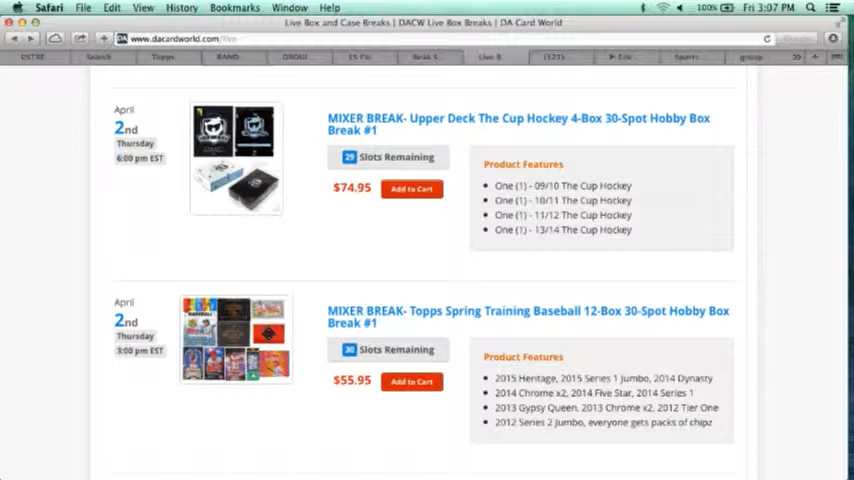 Safari File Edit View History Bookmarks Window Help 100% Fri 3:07 PM
Live Box and Case Breaks | DACW Live Box Breaks | DA Card World
www.dacardworld.com/live
Search Topps Live B Sports group
April
2nd
Thursday
6:00 pm EST
MIXER BREAK- Upper Deck The Cup Hockey 4-Box 30-Spot Hobby Box
Break #1
29 Slots Remaining
$74.95 Add to Cart
Product Features
• One (1) - 09/10 The Cup Hockey
• One (1) - 10/11 The Cup Hockey
• One (1) - 11/12 The Cup Hockey
• One (1) - 13/14 The Cup Hockey
April
2nd
Thursday
3:00 pm EST
MIXER BREAK- Topps Spring Training Baseball 12-Box 30-Spot Hobby Box
Break #1
30 Slots Remaining
$55.95 Add to Cart
Product Features
• 2015 Heritage, 2015 Series 1 Jumbo, 2014 Dynasty
• 2014 Chrome x2, 2014 Five Star, 2014 Series 1
• 2013 Gypsy Queen, 2013 Chrome x2, 2012 Tier One
• 2012 Series 2 Jumbo, everyone gets packs of chipz